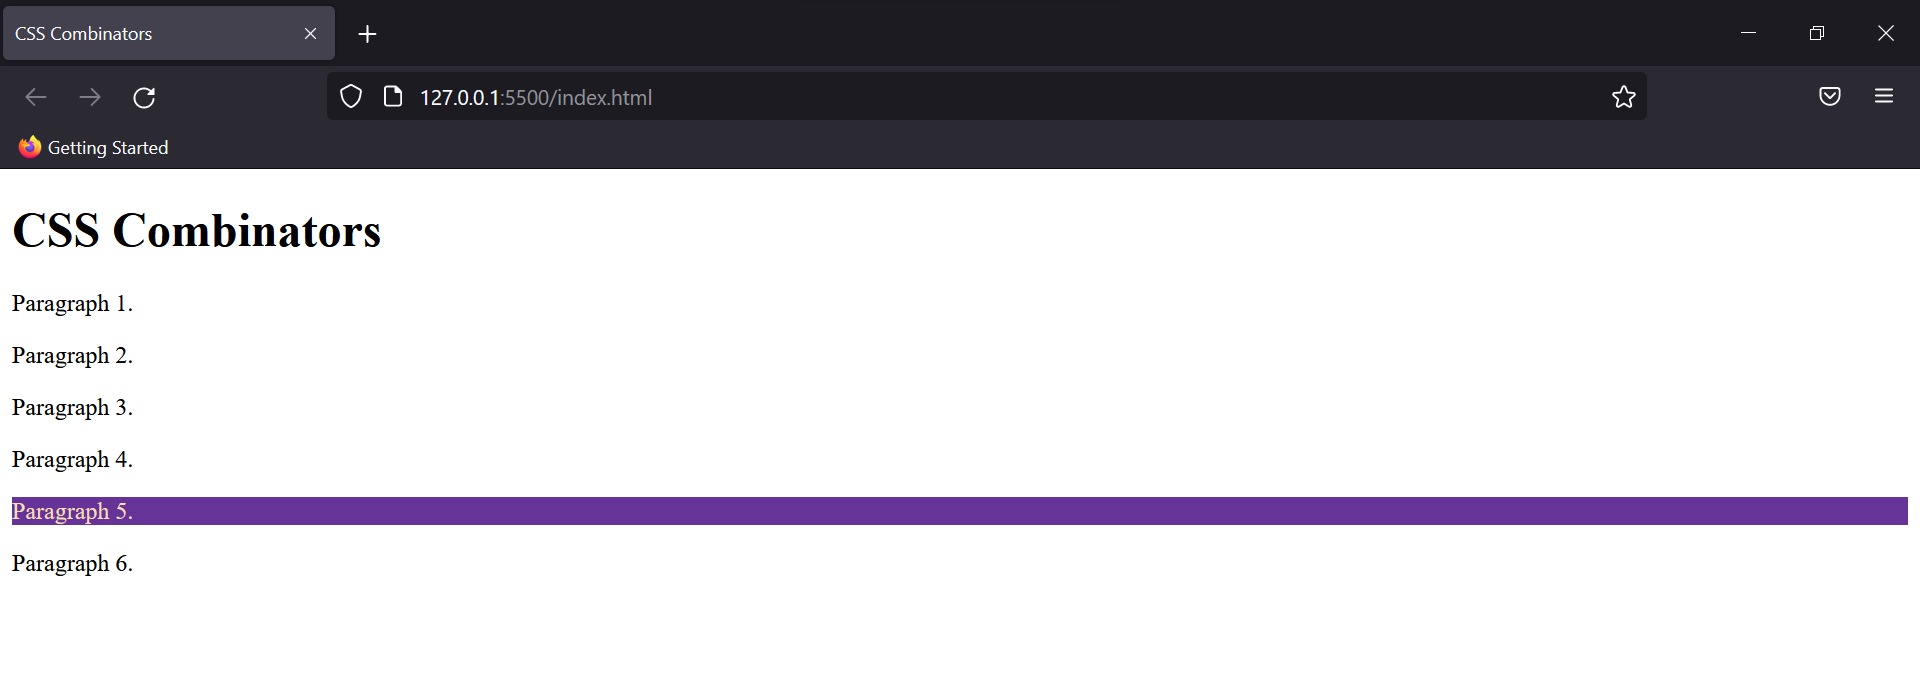 CSS Combinators
127.0.0.1:5500/index.html
Getting Started
CSS Combinators
Paragraph 1.
Paragraph 2.
Paragraph 3.
Paragraph 4.
Paragraph 5.
Paragraph 6.